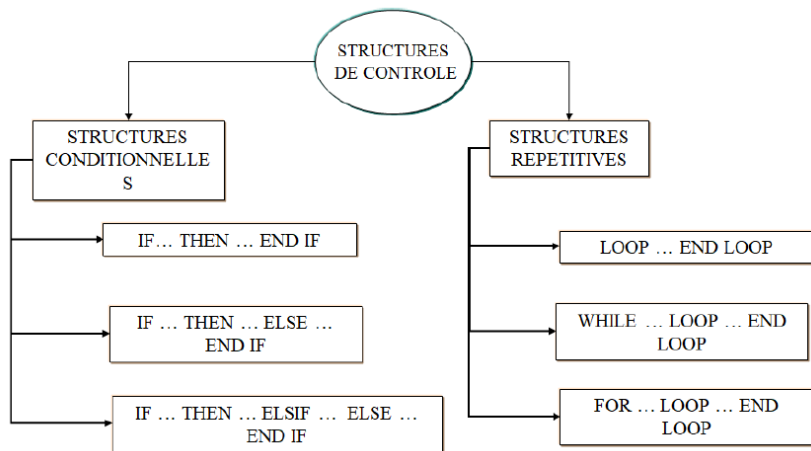 STRUCTURES
DE CONTROLE
STRUCTURES
CONDITIONNELLE
S
IF… THEN … END IF
IF … THEN … ELSE …
END IF
IF … THEN … ELSIF … ELSE …
END IF
STRUCTURES
REPETITIVES
LOOP … END LOOP
WHILE … LOOP … END
LOOP
FOR … LOOP … END
LOOP